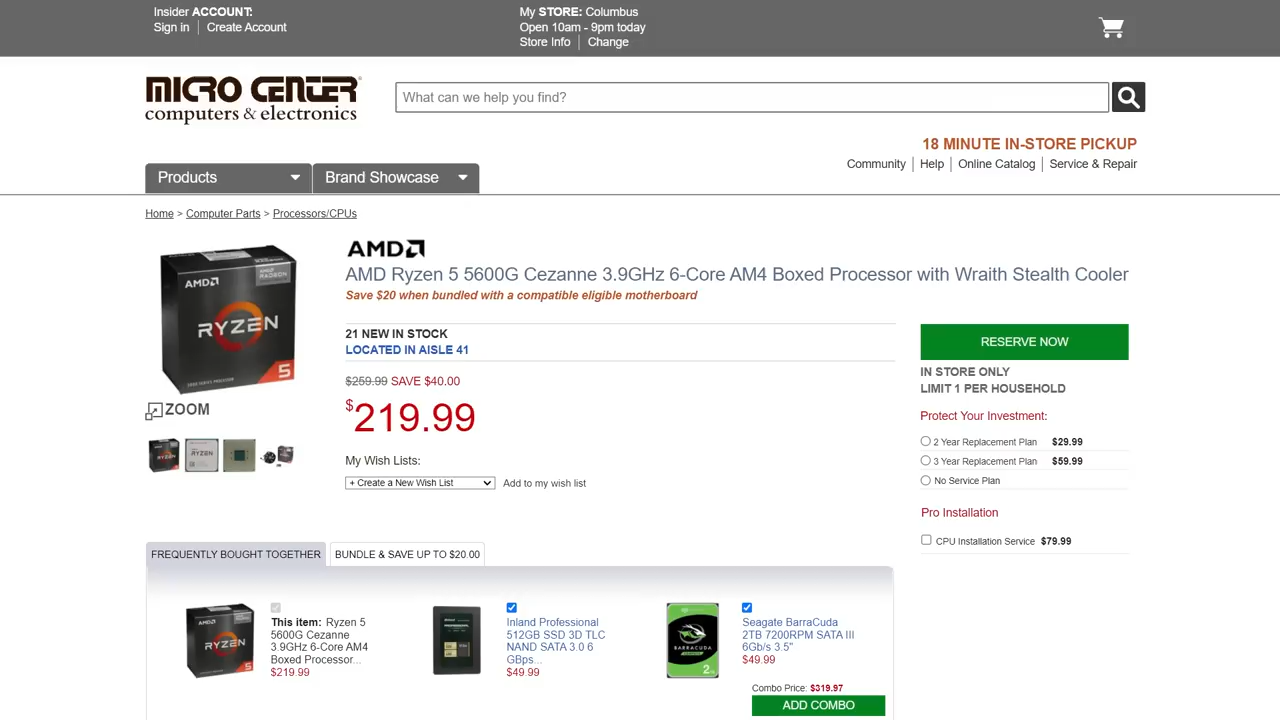 Insider ACCOUNT:
Sign in | Create Account
My STORE: Columbus
Open 10am - 9pm today
Store Info | Change
MICRO CENTER
computers & electronics
What can we help you find?
18 MINUTE IN-STORE PICKUP
Community | Help | Online Catalog | Service & Repair
Products
Brand Showcase
Home > Computer Parts > Processors/CPUs
AMD
AMD Ryzen 5 5600G Cezanne 3.9GHz 6-Core AM4 Boxed Processor with Wraith Stealth Cooler
Save $20 when bundled with a compatible eligible motherboard
AMD
AMD RADEON
RYZEN
5
ZOOM
21 NEW IN STOCK
LOCATED IN AISLE 41
$259.99 SAVE $40.00
$219.99
My Wish Lists:
+ Create a New Wish List
Add to my wish list
RESERVE NOW
IN STORE ONLY
LIMIT 1 PER HOUSEHOLD
Protect Your Investment:
2 Year Replacement Plan $29.99
3 Year Replacement Plan $59.99
No Service Plan
Pro Installation
CPU Installation Service $79.99
FREQUENTLY BOUGHT TOGETHER
BUNDLE & SAVE UP TO $20.00
RYZEN
5
This item: Ryzen 5
5600G Cezanne
3.9GHz 6-Core AM4
Boxed Processor...
$219.99
Inland Professional
512GB SSD 3D TLC
NAND SATA 3.0 6
GBps...
$49.99
BARRACUDA
2
Seagate BarraCuda
2TB 7200RPM SATA III
6Gb/s 3.5"
$49.99
Combo Price: $319.97
ADD COMBO